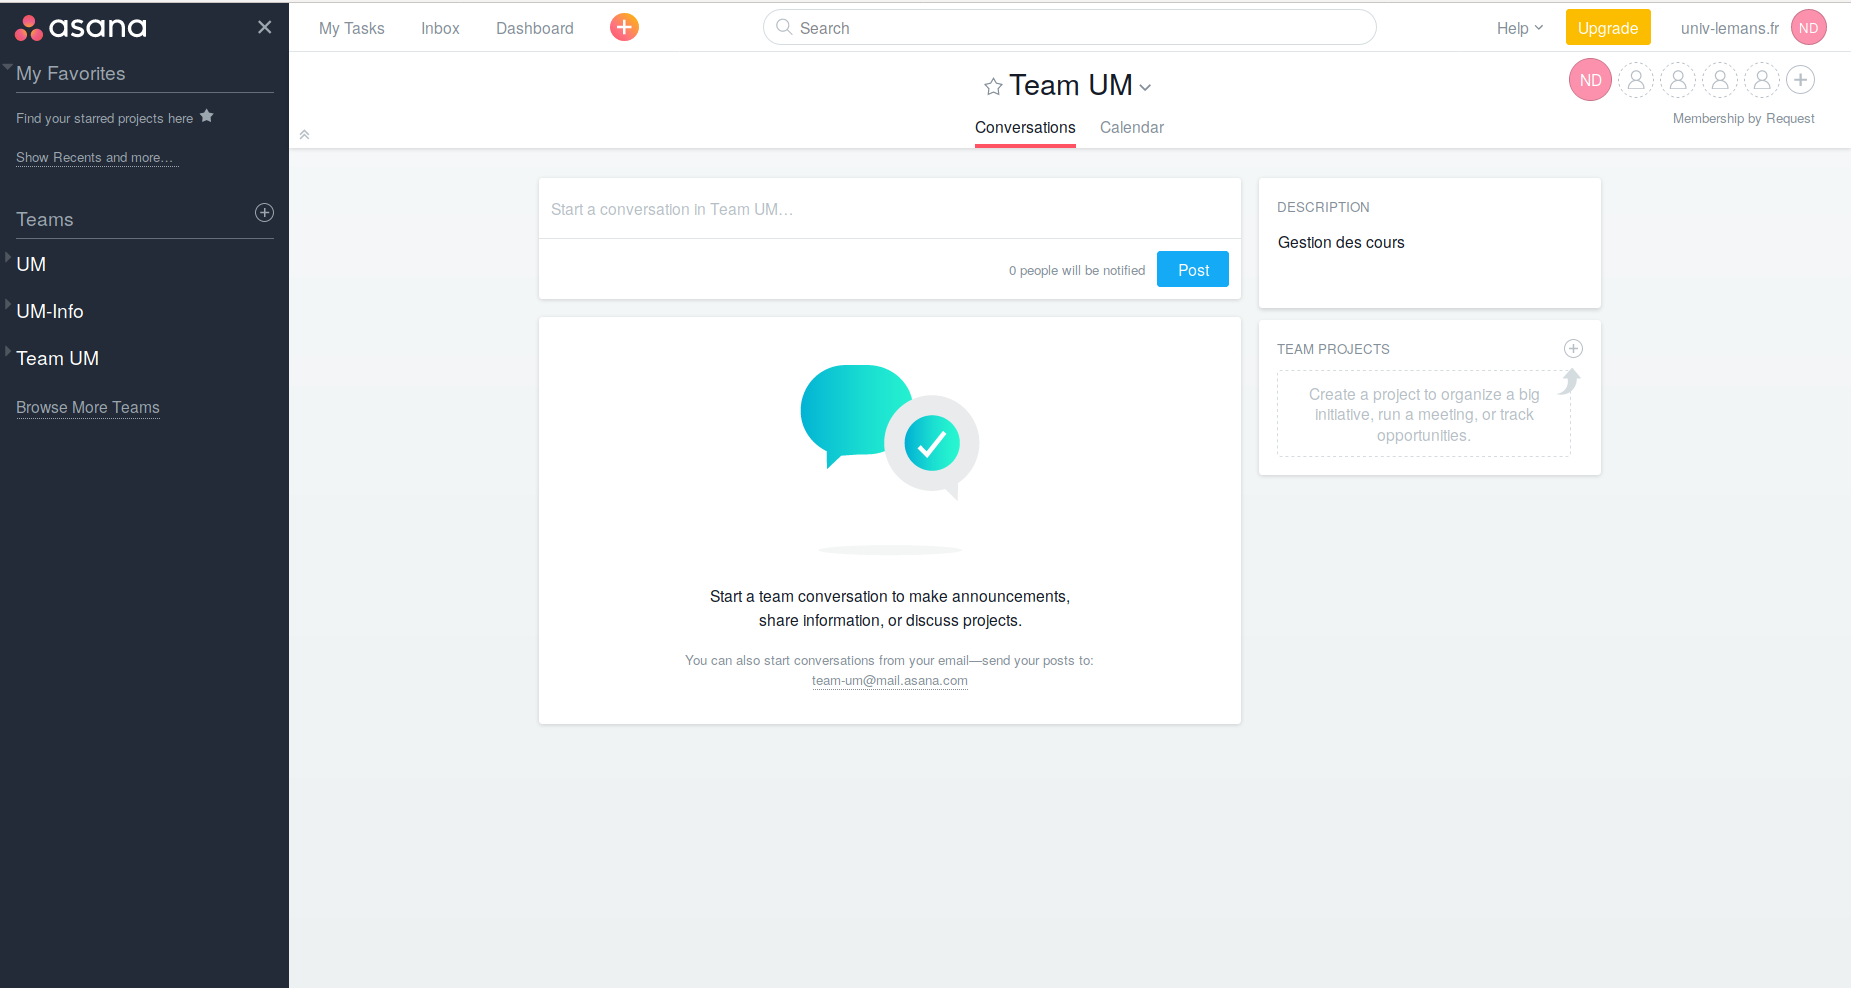 asana
My Favorites
Find your starred projects here
Show Recents and more...
Teams
UM
UM-Info
Team UM
Browse More Teams
My Tasks Inbox Dashboard Search Help Upgrade univ-lemans.fr ND
Team UM
ND
Conversations Calendar
Membership by Request
Start a conversation in Team UM...
0 people will be notified Post
Start a team conversation to make announcements,
share information, or discuss projects.
You can also start conversations from your email—send your posts to:
team-um@mail.asana.com
DESCRIPTION
Gestion des cours
TEAM PROJECTS
Create a project to organize a big
initiative, run a meeting, or track
opportunities.